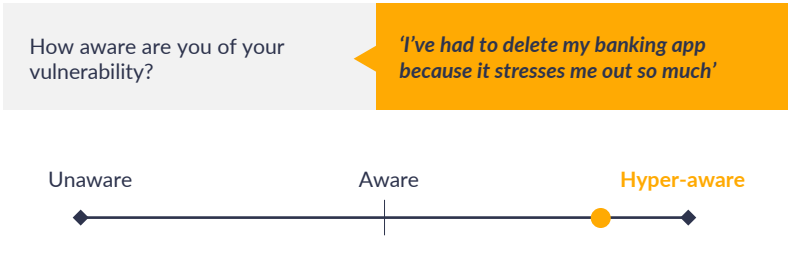 How aware are you of your
vulnerability?
‘I’ve had to delete my banking app
because it stresses me out so much’
Unaware
Aware
Hyper-aware